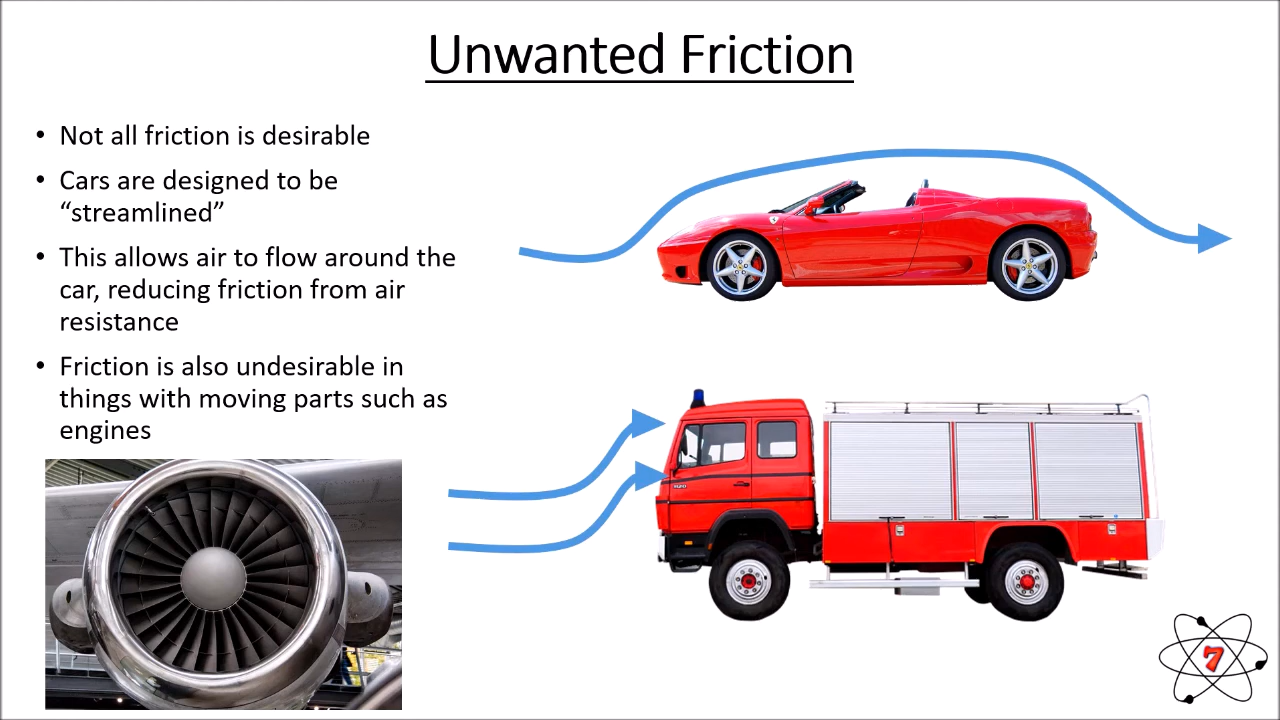 Unwanted Friction
• Not all friction is desirable
• Cars are designed to be
“streamlined”
• This allows air to flow around the
car, reducing friction from air
resistance
• Friction is also undesirable in
things with moving parts such as
engines
7